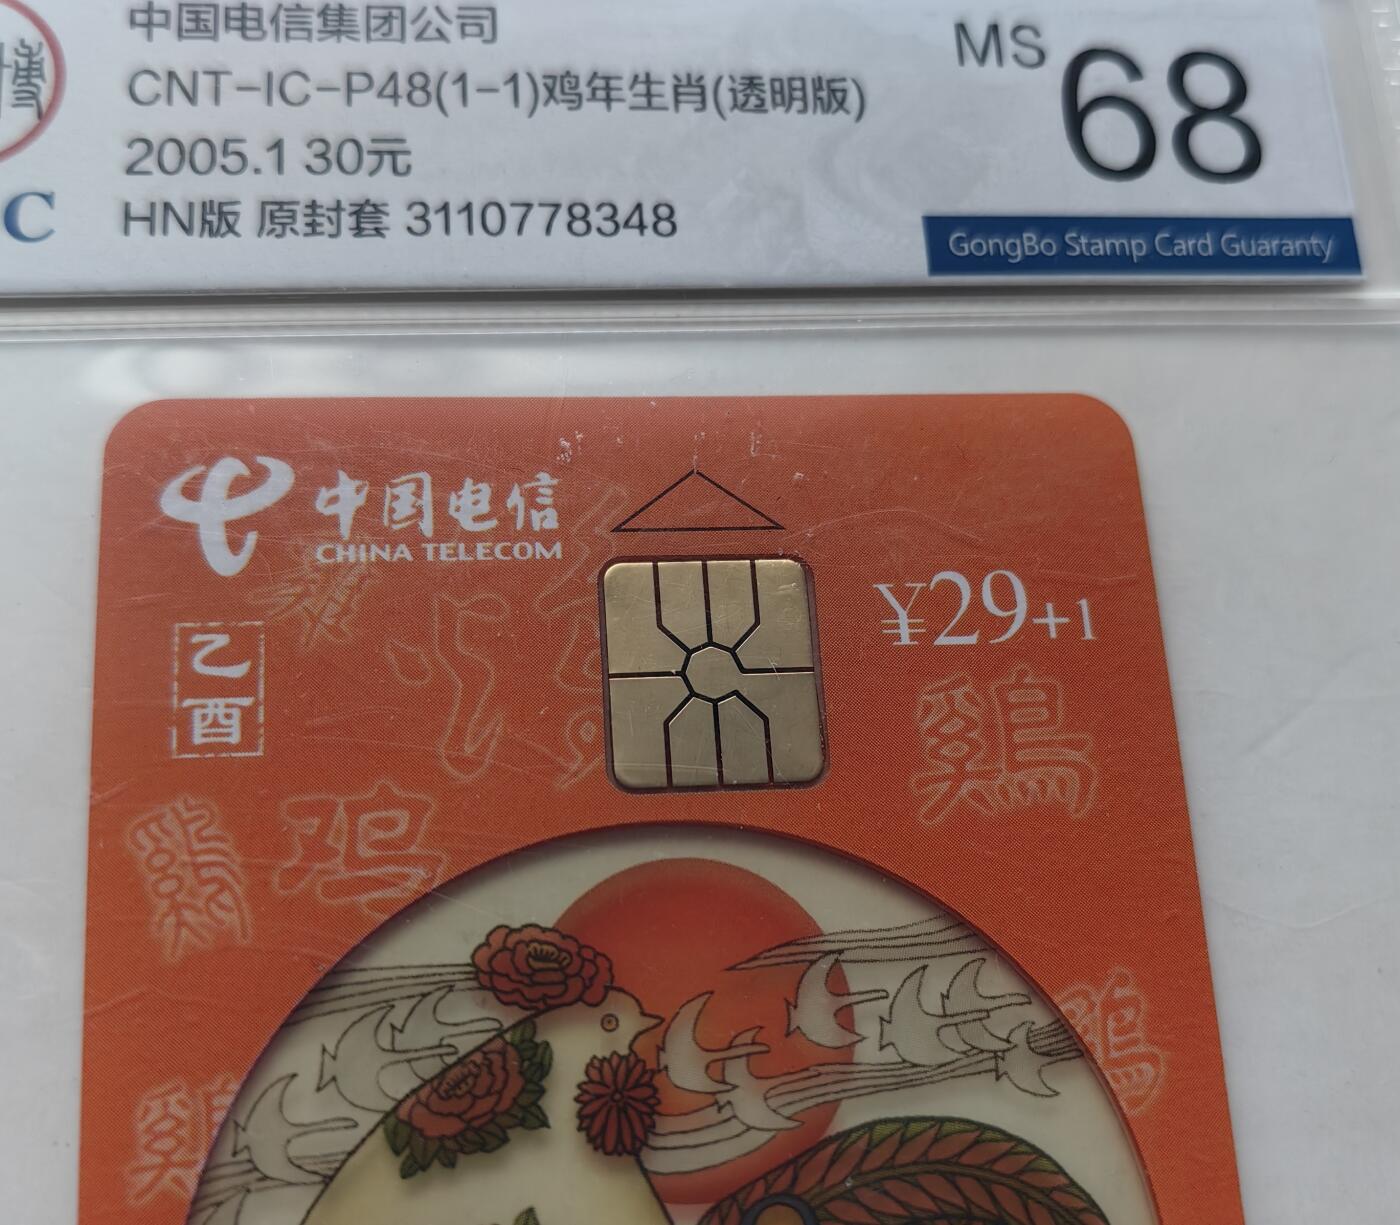 中国电信集团公司
CNT-IC-P48(1-1)鸡年生肖(透明版)
2005.1 30元
HN版 原封套 3110778348
MS 68
GongBo Stamp Card Guaranty
博
C
中国电信
CHINA TELECOM
¥29+1
乙酉
鷄
鸡